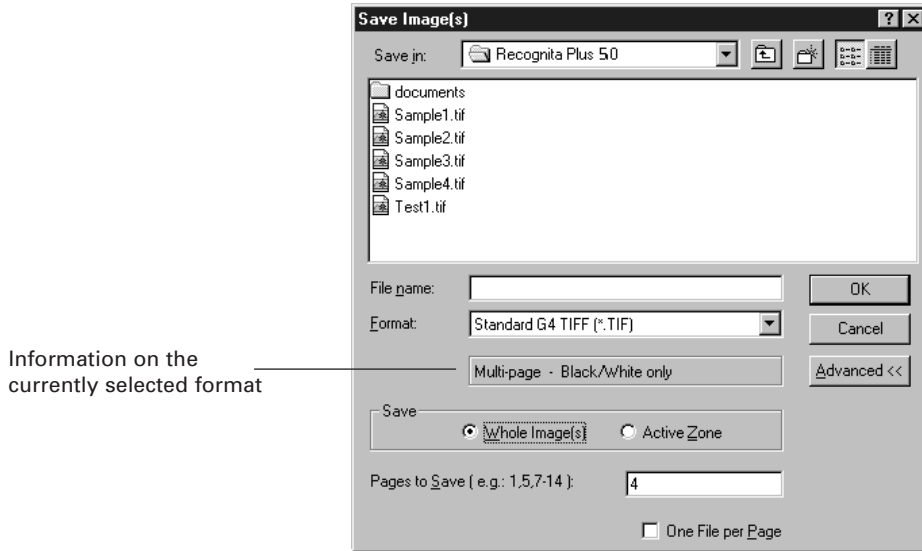 Save Image(s)
Save in: Recognita Plus 5.0
documents
Sample1.tif
Sample2.tif
Sample3.tif
Sample4.tif
Test1.tif
File name: OK
Format: Standard G4 TIFF (*.TIF) Cancel
Information on the
currently selected format
Multi-page - Black/White only Advanced <<
Save
Whole Image(s) Active Zone
Pages to Save ( e.g.: 1,5,7-14 ): 4
One File per Page